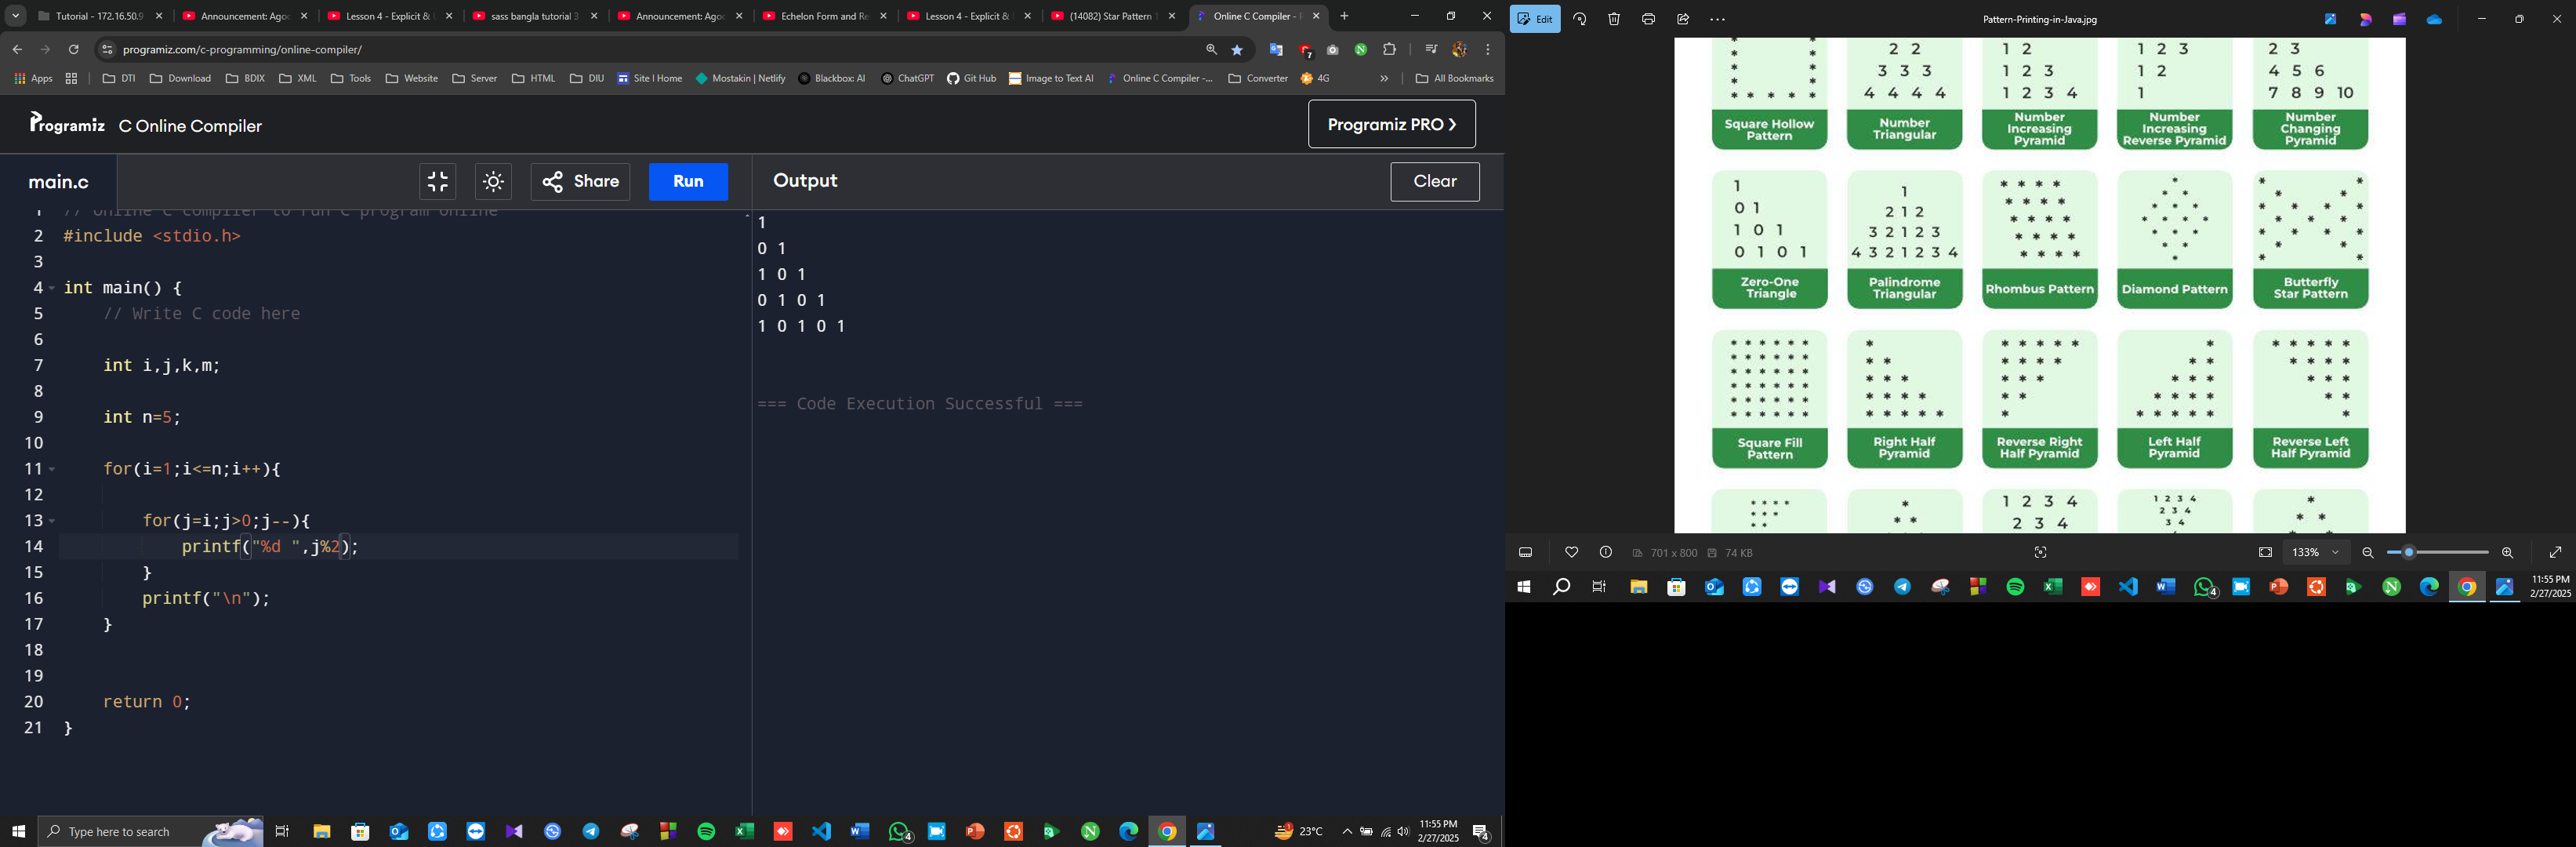 Tutorial - 172.16.50.9
Announcement: Ago
Lesson 4 - Explicit &
sass bangla tutorial 3
Announcement: Ago
Echelon Form and Re
Lesson 4 - Explicit &
(14082) Star Pattern 1
Online C Compiler -
programiz.com/c-programming/online-compiler/
Apps
DTI
Download
BDIX
XML
Tools
Website
Server
HTML
DIU
Site I Home
Mostakin | Netlify
Blackbox: AI
ChatGPT
Git Hub
Image to Text AI
Online C Compiler -...
Converter
4G
»
All Bookmarks
Programiz C Online Compiler
Programiz PRO ❯
main.c
Share
Run
Output
Clear
1 // Online C compiler to run C program online
2 #include <stdio.h>
3
4 int main() {
5 // Write C code here
6
7 int i,j,k,m;
8
9 int n=5;
10
11 for(i=1;i<=n;i++){
12
13 for(j=i;j>0;j--){
14 printf("%d ",j%2);
15 }
16 printf("\n");
17 }
18
19
20 return 0;
21 }
1
0 1
1 0 1
0 1 0 1
1 0 1 0 1
=== Code Execution Successful ===
Type here to search
23°C
11:55 PM
2/27/2025
4
Edit
Pattern-Printing-in-Java.jpg
* *
* *
* *
* *
* * * * *
Square Hollow
Pattern
2 2
3 3 3
4 4 4 4
Number
Triangular
1 2
1 2 3
1 2 3 4
Number
Increasing
Pyramid
1 2 3
1 2
1
Number
Increasing
Reverse Pyramid
2 3
4 5 6
7 8 9 10
Number
Changing
Pyramid
1
0 1
1 0 1
0 1 0 1
Zero-One
Triangle
1
2 1 2
3 2 1 2 3
4 3 2 1 2 3 4
Palindrome
Triangular
* * * *
* * * *
* * * *
* * * *
* * * *
Rhombus Pattern
*
* *
* * *
* * * *
* * *
* *
*
Diamond Pattern
Butterfly
Star Pattern
* * * * * *
* * * * * *
* * * * * *
* * * * * *
* * * * * *
* * * * * *
Square Fill
Pattern
*
* *
* * *
* * * *
* * * * *
Right Half
Pyramid
* * * * *
* * * *
* * *
* *
*
Reverse Right
Half Pyramid
*
* *
* * *
* * * *
* * * * *
Left Half
Pyramid
* * * * *
* * * *
* * *
* *
*
Reverse Left
Half Pyramid
* * * *
* * *
* *
*
* *
1 2 3 4
2 3 4
1 2 3 4
2 3 4
3 4
*
* *
701 x 800
74 KB
133%
11:55 PM
2/27/2025